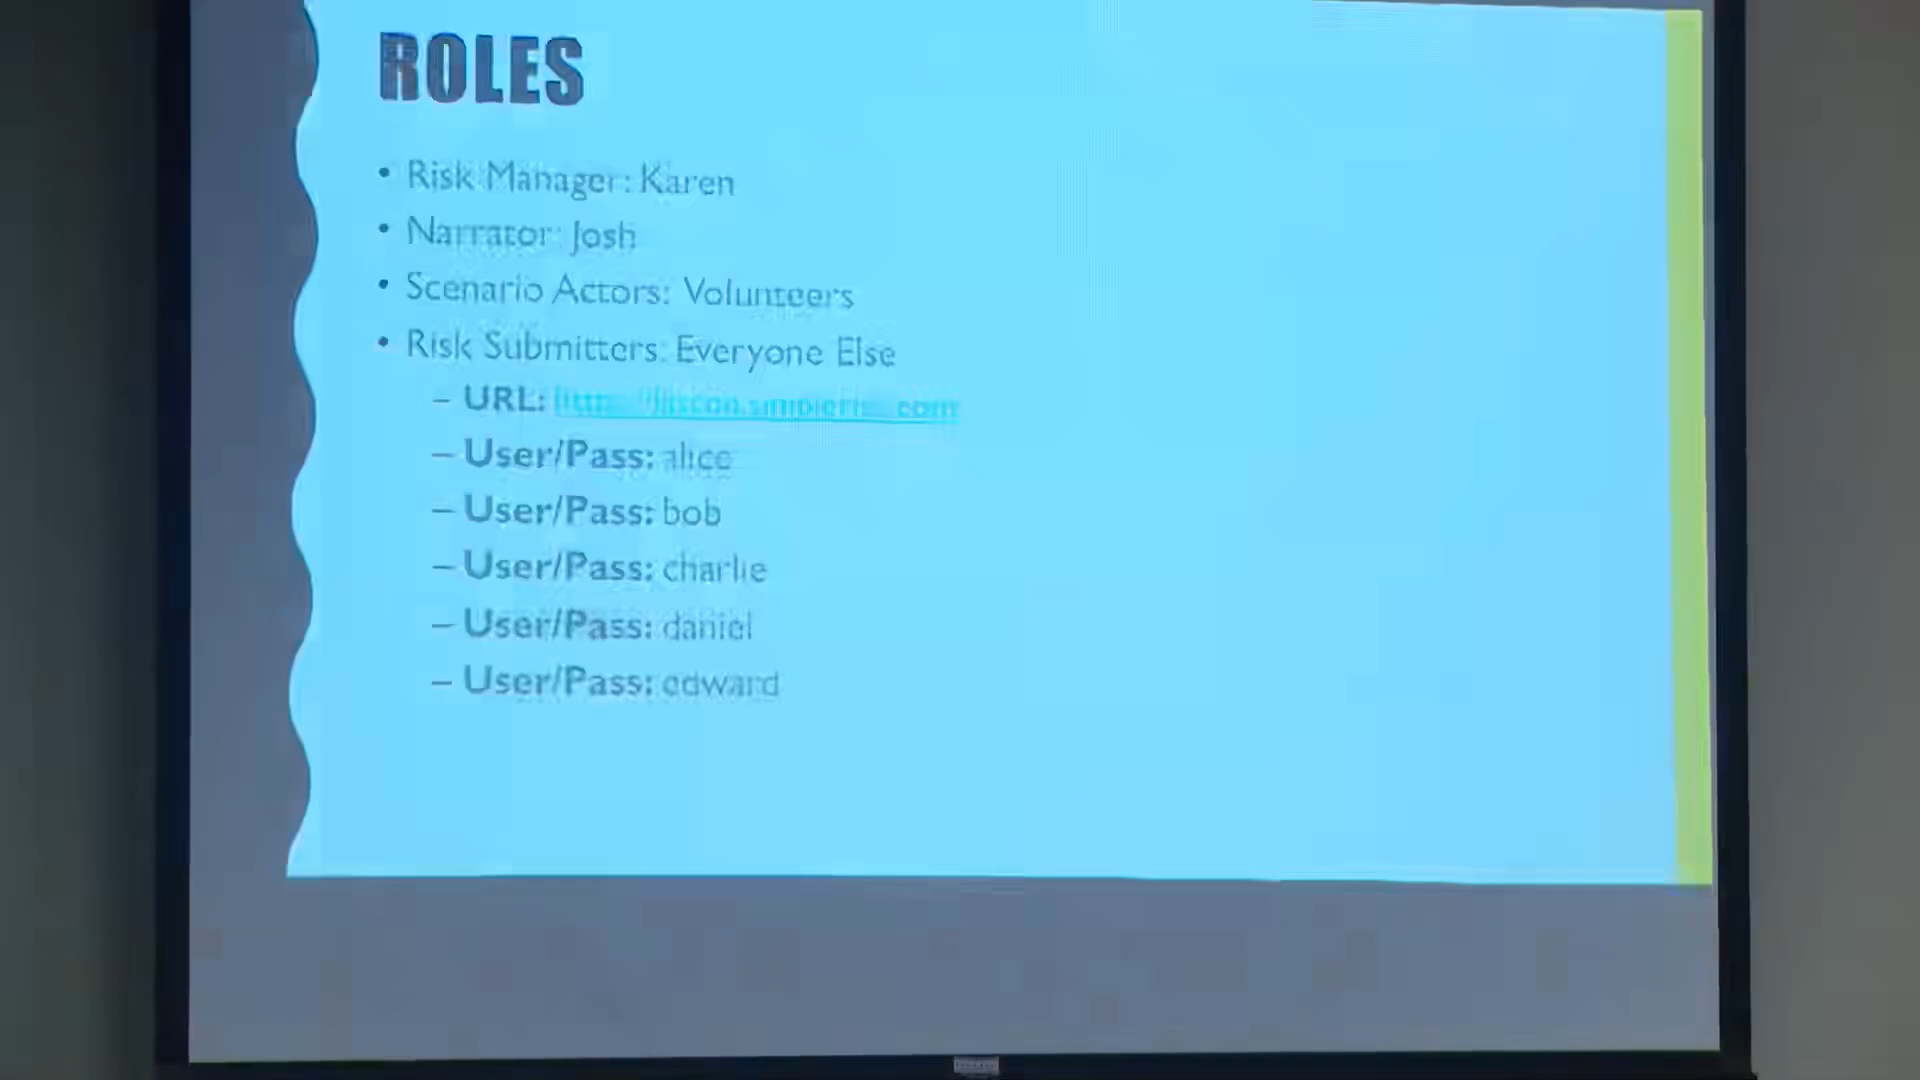 ROLES
• Risk Manager: Karen
• Narrator: Josh
• Scenario Actors: Volunteers
• Risk Submitters: Everyone Else
– URL:
– User/Pass: alice
– User/Pass: bob
– User/Pass: charlie
– User/Pass: daniel
– User/Pass: edward